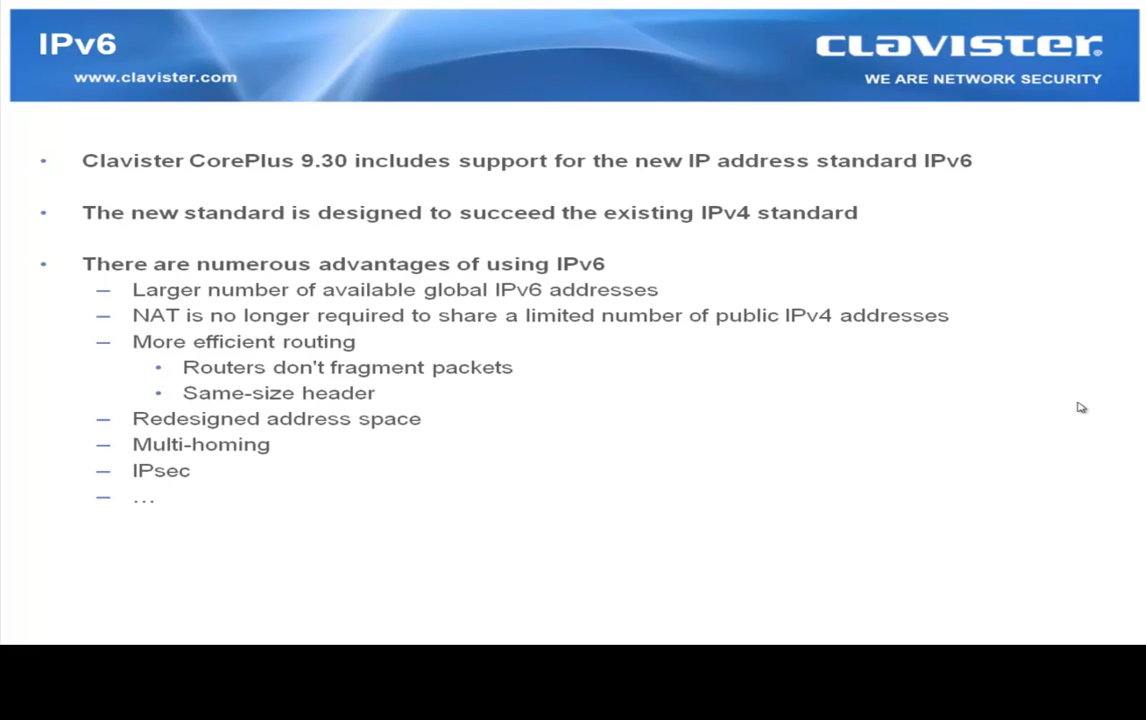 IPv6
www.clavister.com
CLAVISTER®
WE ARE NETWORK SECURITY
• Clavister CorePlus 9.30 includes support for the new IP address standard IPv6
• The new standard is designed to succeed the existing IPv4 standard
• There are numerous advantages of using IPv6
– Larger number of available global IPv6 addresses
– NAT is no longer required to share a limited number of public IPv4 addresses
– More efficient routing
• Routers don't fragment packets
• Same-size header
– Redesigned address space
– Multi-homing
– IPsec
– …